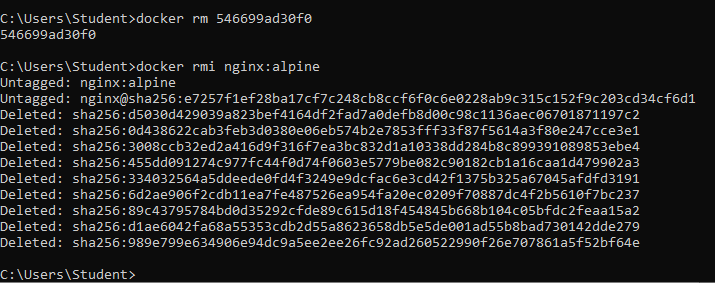 C:\Users\Student>docker rm 546699ad30f0
546699ad30f0
C:\Users\Student>docker rmi nginx:alpine
Untagged: nginx:alpine
Untagged: nginx@sha256:e7257f1ef28ba17cf7c248cb8ccf6f0c6e0228ab9c315c152f9c203cd34cf6d1
Deleted: sha256:d5030d429039a823bef4164df2fad7a0defb8d00c98c1136aec06701871197c2
Deleted: sha256:0d438622cab3feb3d0380e06eb574b2e7853fff33f87f5614a3f80e247cce3e1
Deleted: sha256:3008ccb32ed2a416d9f316f7ea3bc832d1a10338dd284b8c899391089853ebe4
Deleted: sha256:455dd091274c977fc44f0d74f0603e5779be082c90182cb1a16caa1d479902a3
Deleted: sha256:334032564a5ddeede0fd4f3249e9dcfac6e3cd42f1375b325a67045afdfd3191
Deleted: sha256:6d2ae906f2cdb11ea7fe487526ea954fa20ec0209f70887dc4f2b5610f7bc237
Deleted: sha256:89c43795784bd0d35292cfde89c615d18f454845b668b104c05bfdc2feaa15a2
Deleted: sha256:d1ae6042fa68a55353cdb2d55a8623658db5e5de001ad55b8bad730142dde279
Deleted: sha256:989e799e634906e94dc9a5ee2ee26fc92ad260522990f26e707861a5f52bf64e
C:\Users\Student>